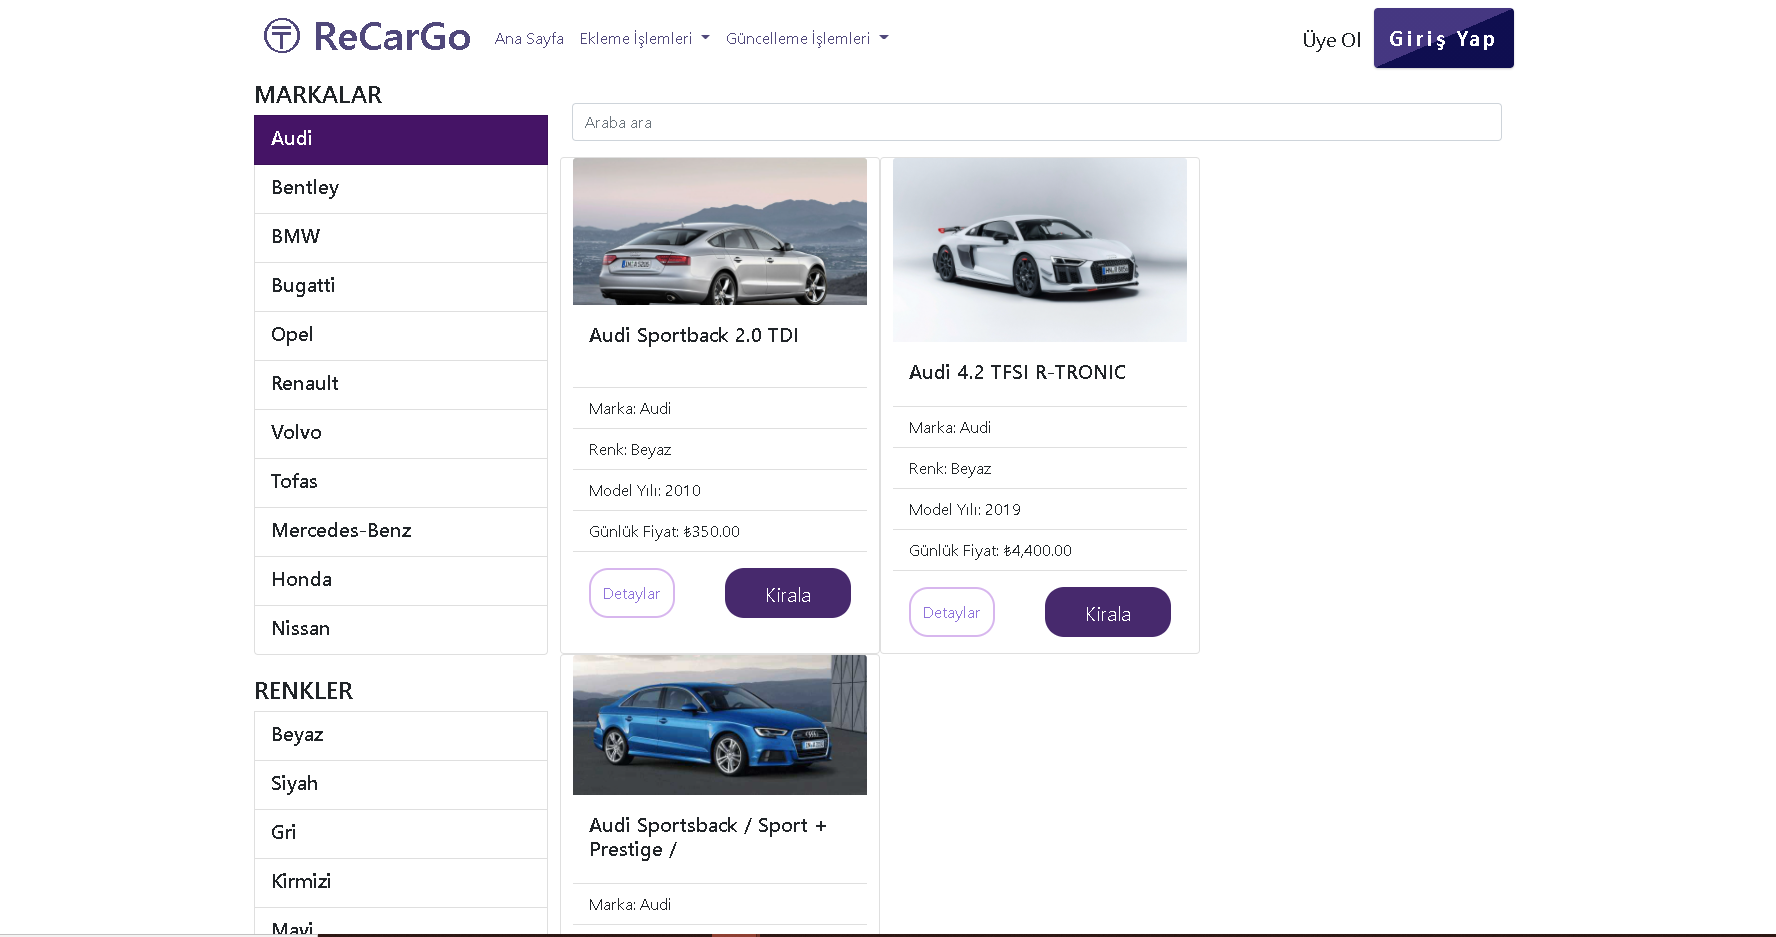 ReCarGo
Ana Sayfa
Ekleme İşlemleri
Güncelleme İşlemleri
Üye Ol
Giriş Yap
MARKALAR
Audi
Bentley
BMW
Bugatti
Opel
Renault
Volvo
Tofas
Mercedes-Benz
Honda
Nissan
RENKLER
Beyaz
Siyah
Gri
Kirmizi
Mavi
Araba ara
Audi Sportback 2.0 TDI
Marka: Audi
Renk: Beyaz
Model Yılı: 2010
Günlük Fiyat: ₺350.00
Detaylar
Kirala
Audi 4.2 TFSI R-TRONIC
Marka: Audi
Renk: Beyaz
Model Yılı: 2019
Günlük Fiyat: ₺4,400.00
Detaylar
Kirala
Audi Sportsback / Sport +
Prestige /
Marka: Audi